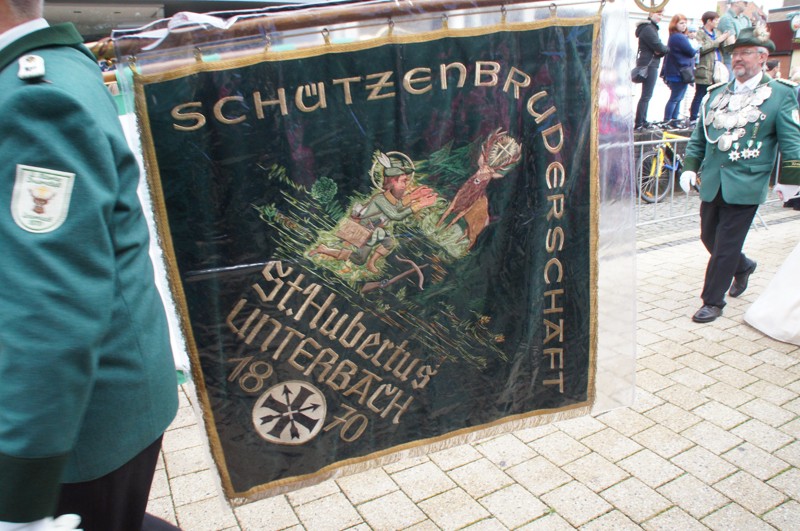 SCHÜTZENBRUDERSCHAFT
St. Hubertus
UNTERBACH
18 70